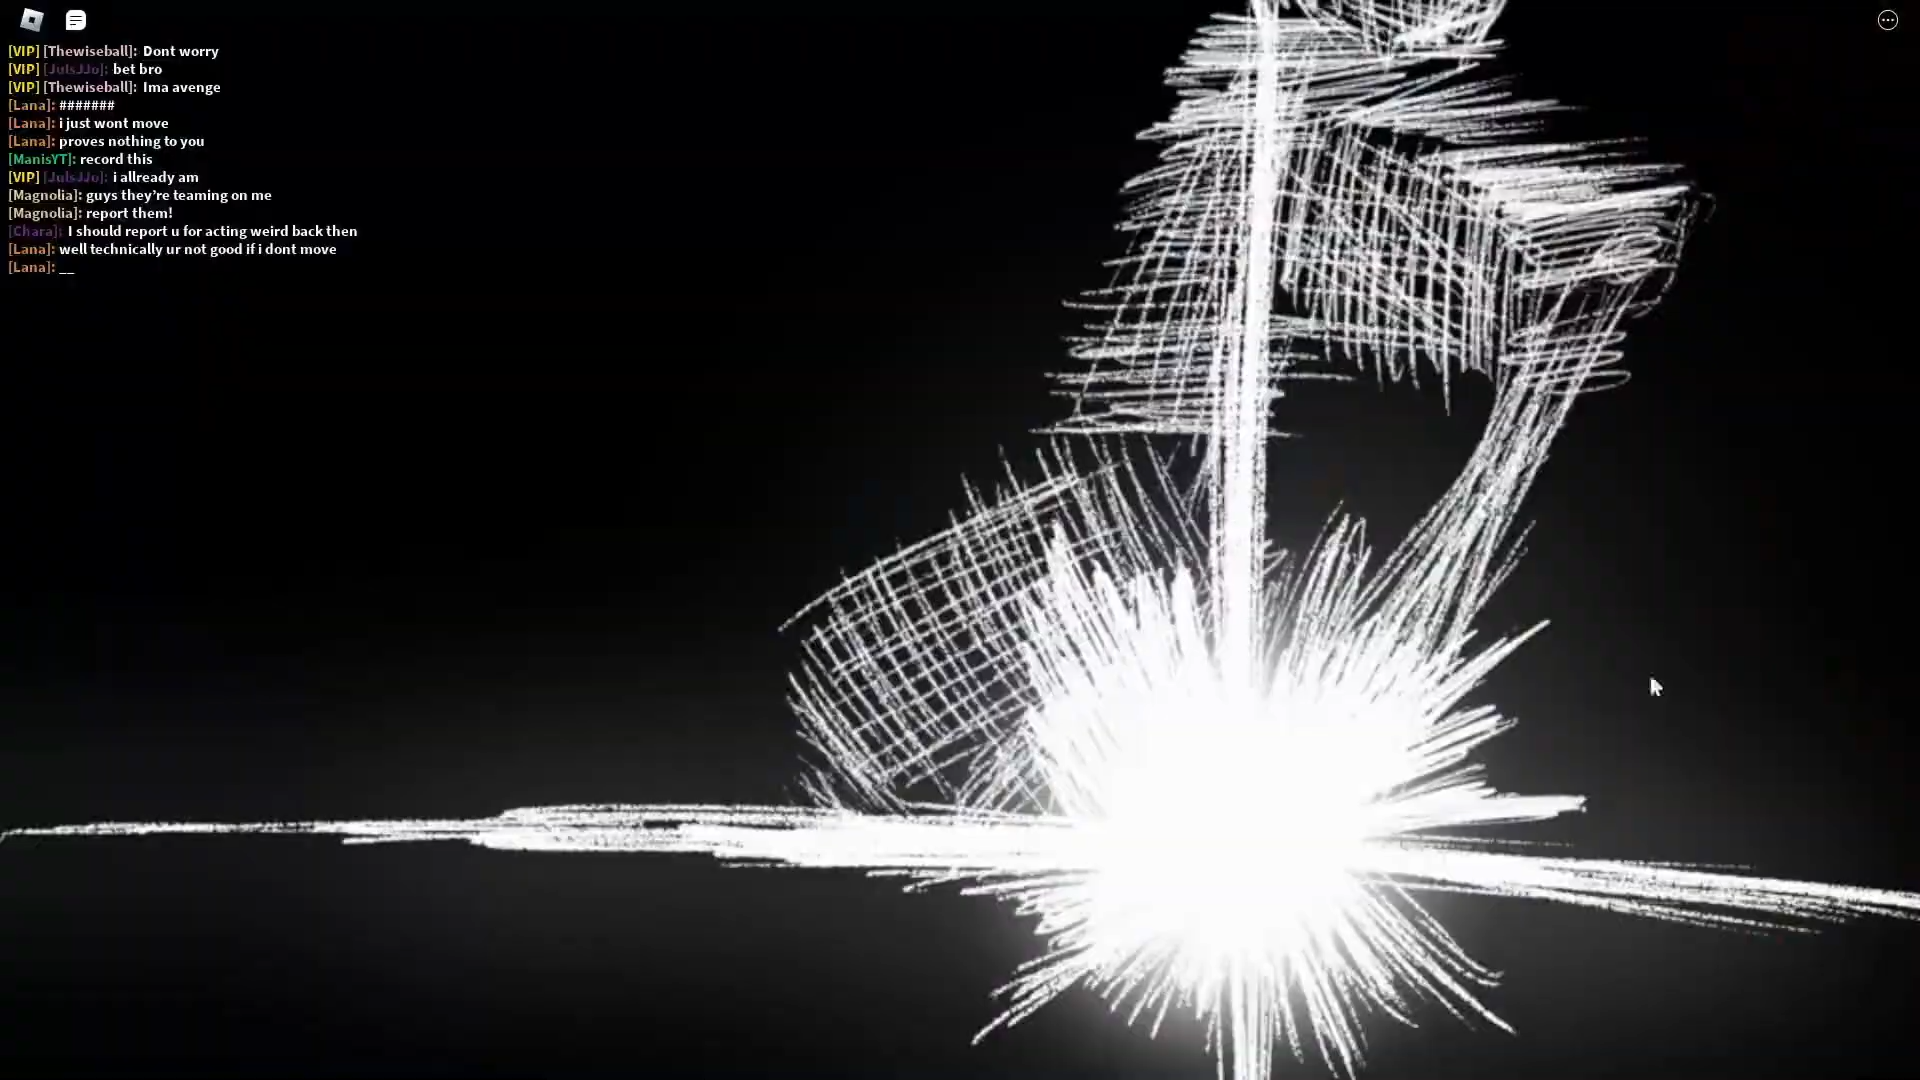 [VIP] [Thewiseball]: Dont worry
[VIP] [JulsJJo]: bet bro
[VIP] [Thewiseball]: Ima avenge
[Lana]: #######
[Lana]: i just wont move
[Lana]: proves nothing to you
[ManisYT]: record this
[VIP] [JulsJJo]: i allready am
[Magnolia]: guys they're teaming on me
[Magnolia]: report them!
[Chara]: I should report u for acting weird back then
[Lana]: well technically ur not good if i dont move
[Lana]: __